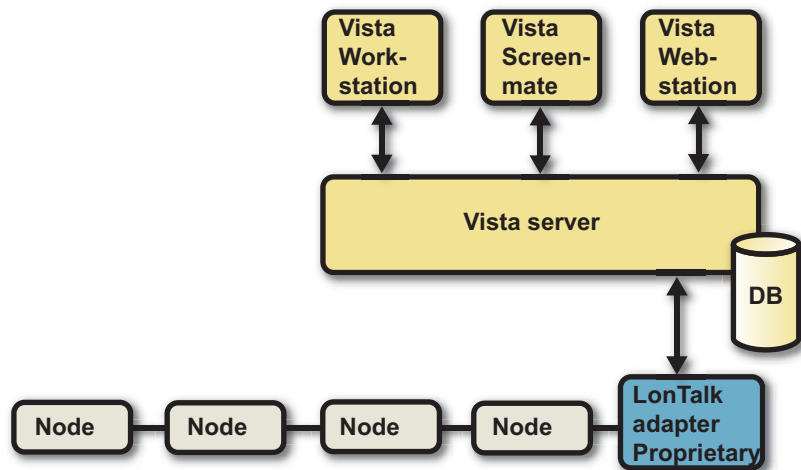 Vista
Work-
station
Vista
Screen-
mate
Vista
Web-
station
Vista server
DB
LonTalk
adapter
Proprietary
Node
Node
Node
Node